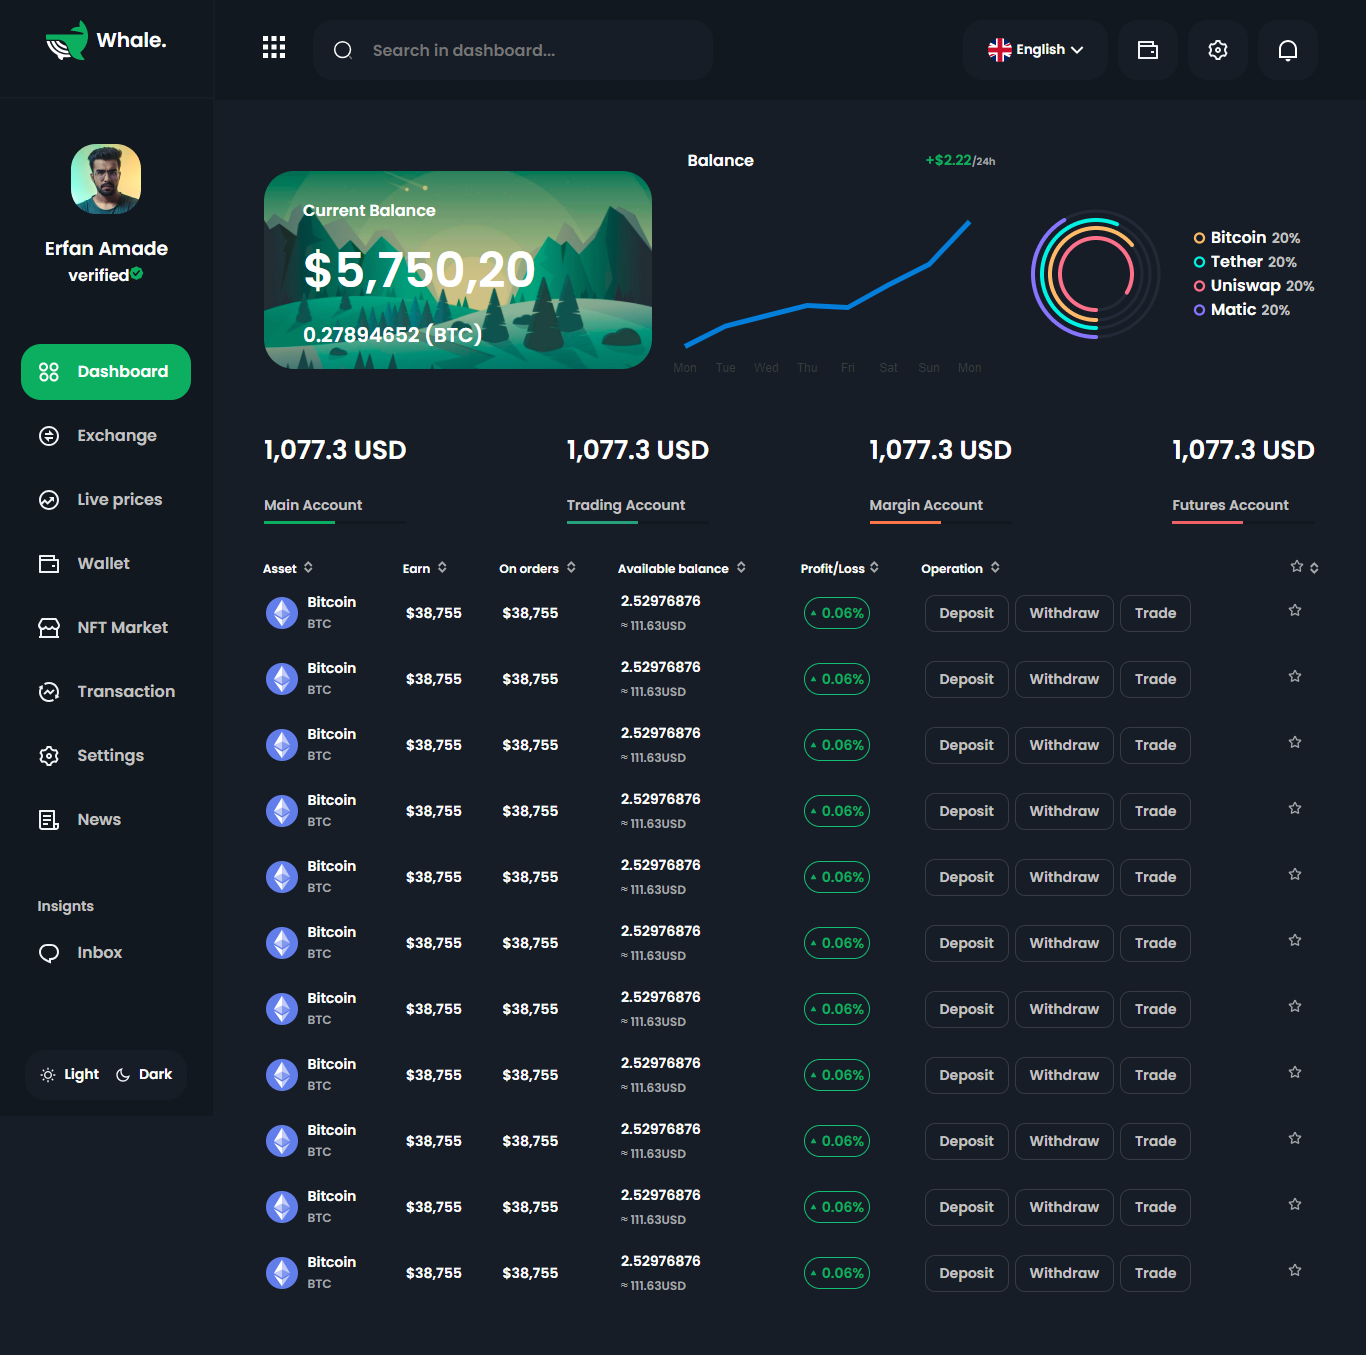 Whale.
Search in dashboard...
English
Erfan Amade
verified
Dashboard
Exchange
Live prices
Wallet
NFT Market
Transaction
Settings
News
Insignts
Inbox
Light Dark
Current Balance
$5,750,20
0.27894652 (BTC)
Balance
+$2.22/24h
Mon Tue Wed Thu Fri Sat Sun Mon
Bitcoin 20%
Tether 20%
Uniswap 20%
Matic 20%
1,077.3 USD
Main Account
1,077.3 USD
Trading Account
1,077.3 USD
Margin Account
1,077.3 USD
Futures Account
Asset Earn On orders Available balance Profit/Loss Operation
Bitcoin
BTC
$38,755 $38,755
2.52976876
≈ 111.63USD
0.06% Deposit Withdraw Trade
Bitcoin
BTC
$38,755 $38,755
2.52976876
≈ 111.63USD
0.06% Deposit Withdraw Trade
Bitcoin
BTC
$38,755 $38,755
2.52976876
≈ 111.63USD
0.06% Deposit Withdraw Trade
Bitcoin
BTC
$38,755 $38,755
2.52976876
≈ 111.63USD
0.06% Deposit Withdraw Trade
Bitcoin
BTC
$38,755 $38,755
2.52976876
≈ 111.63USD
0.06% Deposit Withdraw Trade
Bitcoin
BTC
$38,755 $38,755
2.52976876
≈ 111.63USD
0.06% Deposit Withdraw Trade
Bitcoin
BTC
$38,755 $38,755
2.52976876
≈ 111.63USD
0.06% Deposit Withdraw Trade
Bitcoin
BTC
$38,755 $38,755
2.52976876
≈ 111.63USD
0.06% Deposit Withdraw Trade
Bitcoin
BTC
$38,755 $38,755
2.52976876
≈ 111.63USD
0.06% Deposit Withdraw Trade
Bitcoin
BTC
$38,755 $38,755
2.52976876
≈ 111.63USD
0.06% Deposit Withdraw Trade
Bitcoin
BTC
$38,755 $38,755
2.52976876
≈ 111.63USD
0.06% Deposit Withdraw Trade